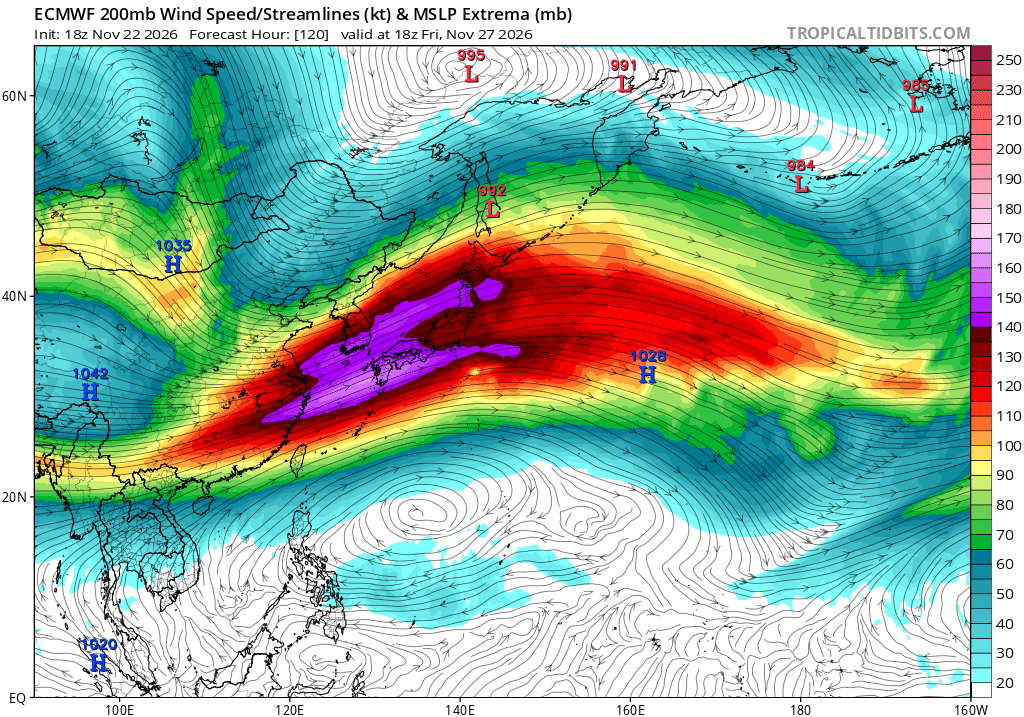 ECMWF 200mb Wind Speed/Streamlines (kt) & MSLP Extrema (mb)
Init: 18z Nov 22 2026 Forecast Hour: [120] valid at 18z Fri, Nov 27 2026
TROPICALTIDBITS.COM
995
L
991
L
985
L
984
L
992
L
1035
H
1028
H
1042
H
1020
H
60N
40N
20N
EQ
100E
120E
140E
160E
180
160W
250
230
210
200
190
180
170
160
150
140
130
120
110
100
90
80
70
60
50
40
30
20